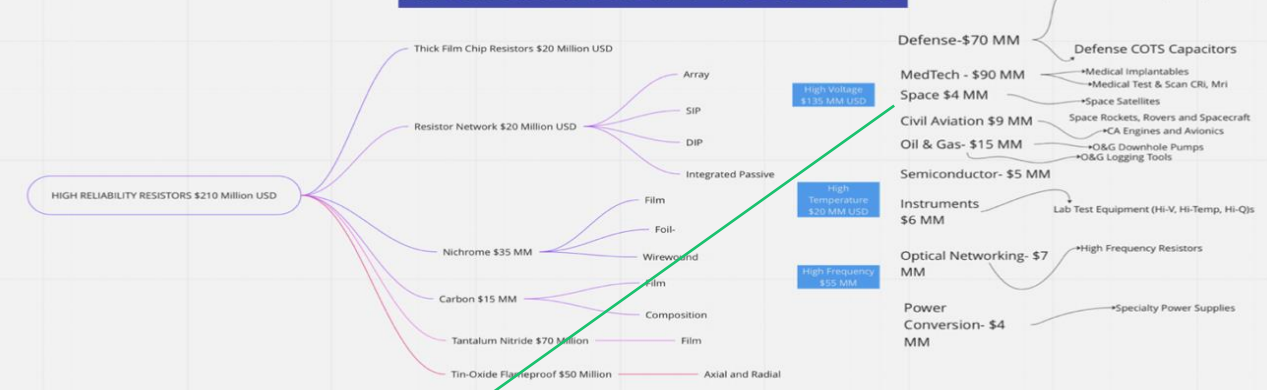 HIGH RELIABILITY RESISTORS $210 Million USD
Thick Film Chip Resistors $20 Million USD
Resistor Network $20 Million USD
Array
SIP
DIP
Integrated Passive
Nichrome $35 MM
Film
Foil-
Wirewound
Carbon $15 MM
Film
Composition
Tantalum Nitride $70 Million
Film
Tin-Oxide Flameproof $50 Million
Axial and Radial
High Voltage
$135 MM USD
High
Temperature
$20 MM USD
High Frequency
$55 MM
Defense-$70 MM
Defense COTS Capacitors
MedTech - $90 MM
Medical Implantables
Medical Test & Scan CRi, Mri
Space $4 MM
Space Satellites
Space Rockets, Rovers and Spacecraft
Civil Aviation $9 MM
CA Engines and Avionics
Oil & Gas- $15 MM
O&G Downhole Pumps
O&G Logging Tools
Semiconductor- $5 MM
Instruments
$6 MM
Lab Test Equipment (Hi-V, Hi-Temp, Hi-Q)s
Optical Networking- $7
MM
High Frequency Resistors
Power
Conversion- $4
MM
Specialty Power Supplies